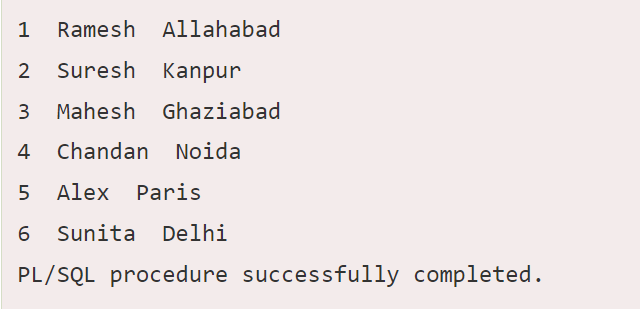 1  Ramesh  Allahabad
2  Suresh  Kanpur
3  Mahesh  Ghaziabad
4  Chandan  Noida
5  Alex  Paris
6  Sunita  Delhi
PL/SQL procedure successfully completed.